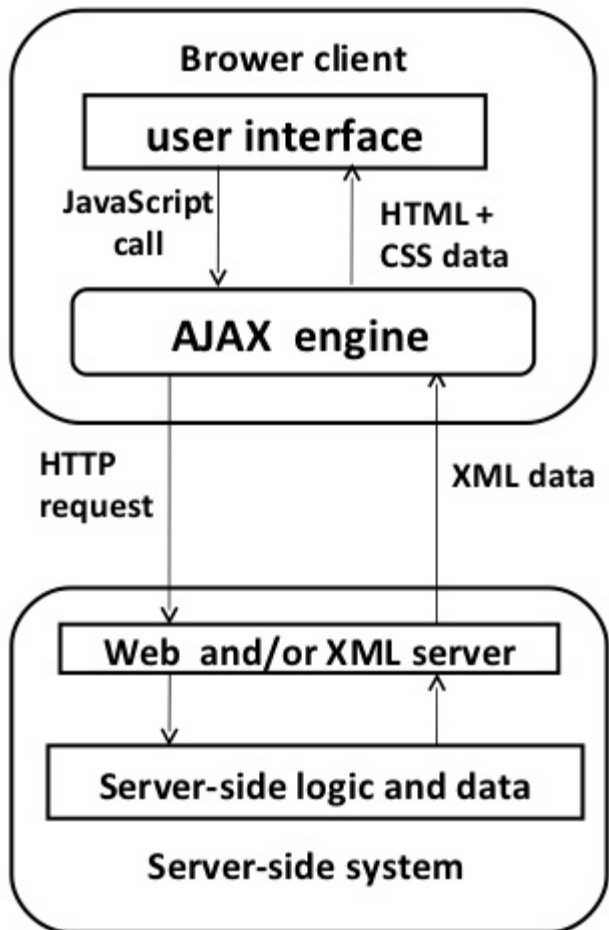 Brower client
user interface
JavaScript
call
HTML +
CSS data
AJAX engine
HTTP
request
XML data
Web and/or XML server
Server-side logic and data
Server-side system